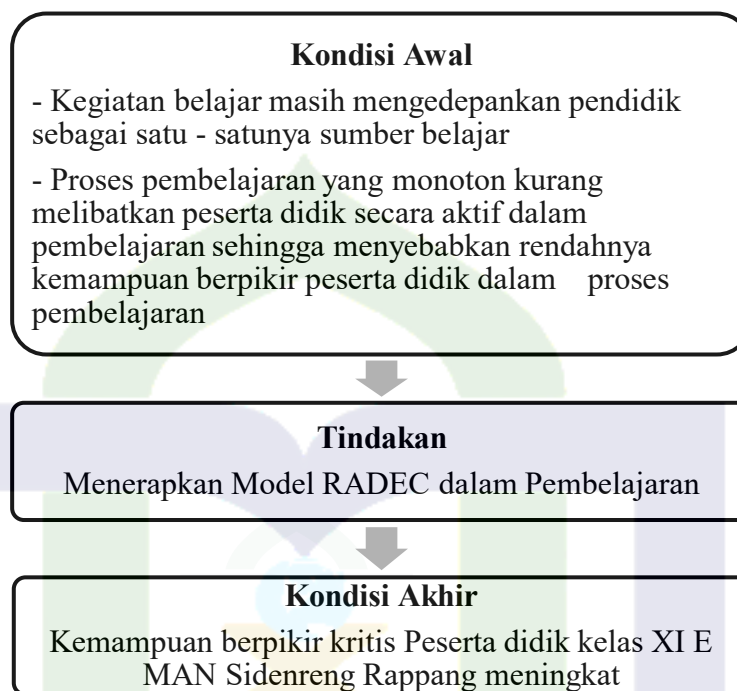 Kondisi Awal
- Kegiatan belajar masih mengedepankan pendidik
sebagai satu - satunya sumber belajar
- Proses pembelajaran yang monoton kurang
melibatkan peserta didik secara aktif dalam
pembelajaran sehingga menyebabkan rendahnya
kemampuan berpikir peserta didik dalam proses
pembelajaran
Tindakan
Menerapkan Model RADEC dalam Pembelajaran
Kondisi Akhir
Kemampuan berpikir kritis Peserta didik kelas XI E
MAN Sidenreng Rappang meningkat